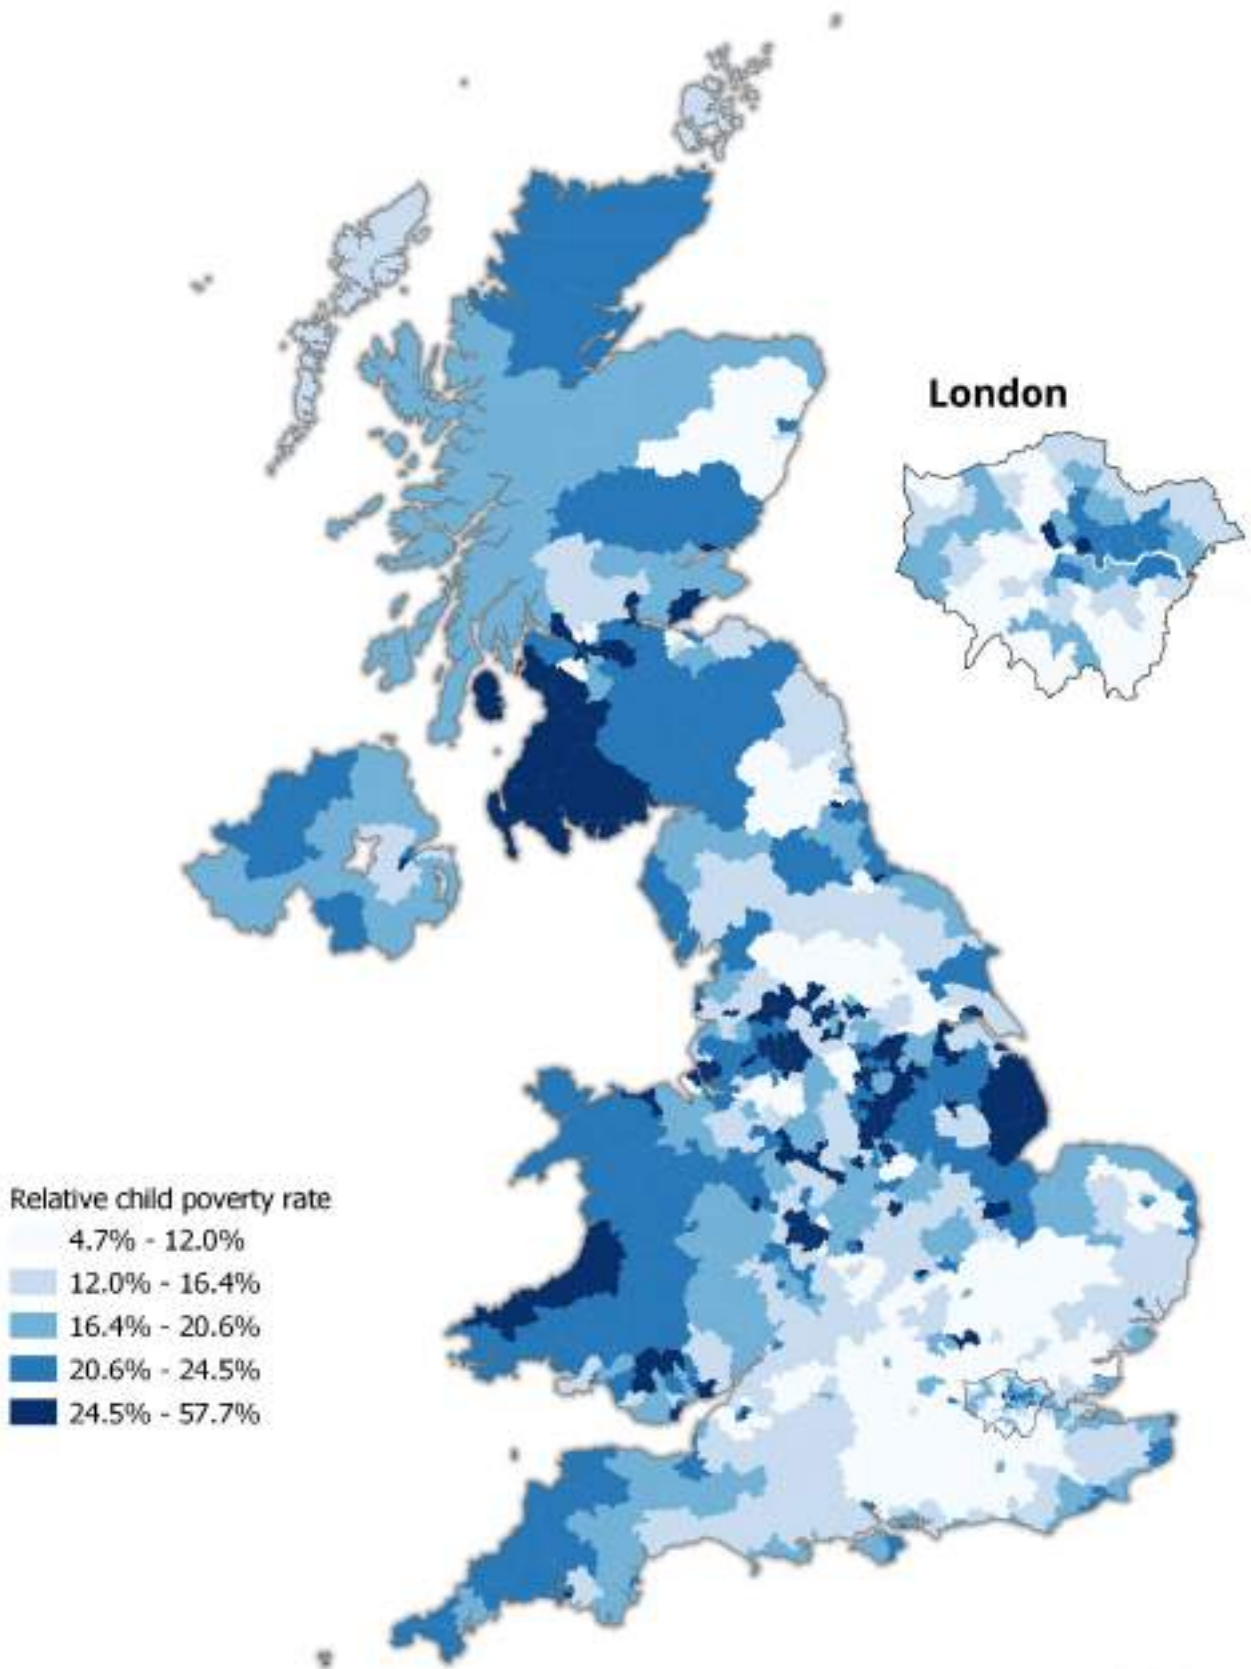 London
Relative child poverty rate
4.7% - 12.0%
12.0% - 16.4%
16.4% - 20.6%
20.6% - 24.5%
24.5% - 57.7%